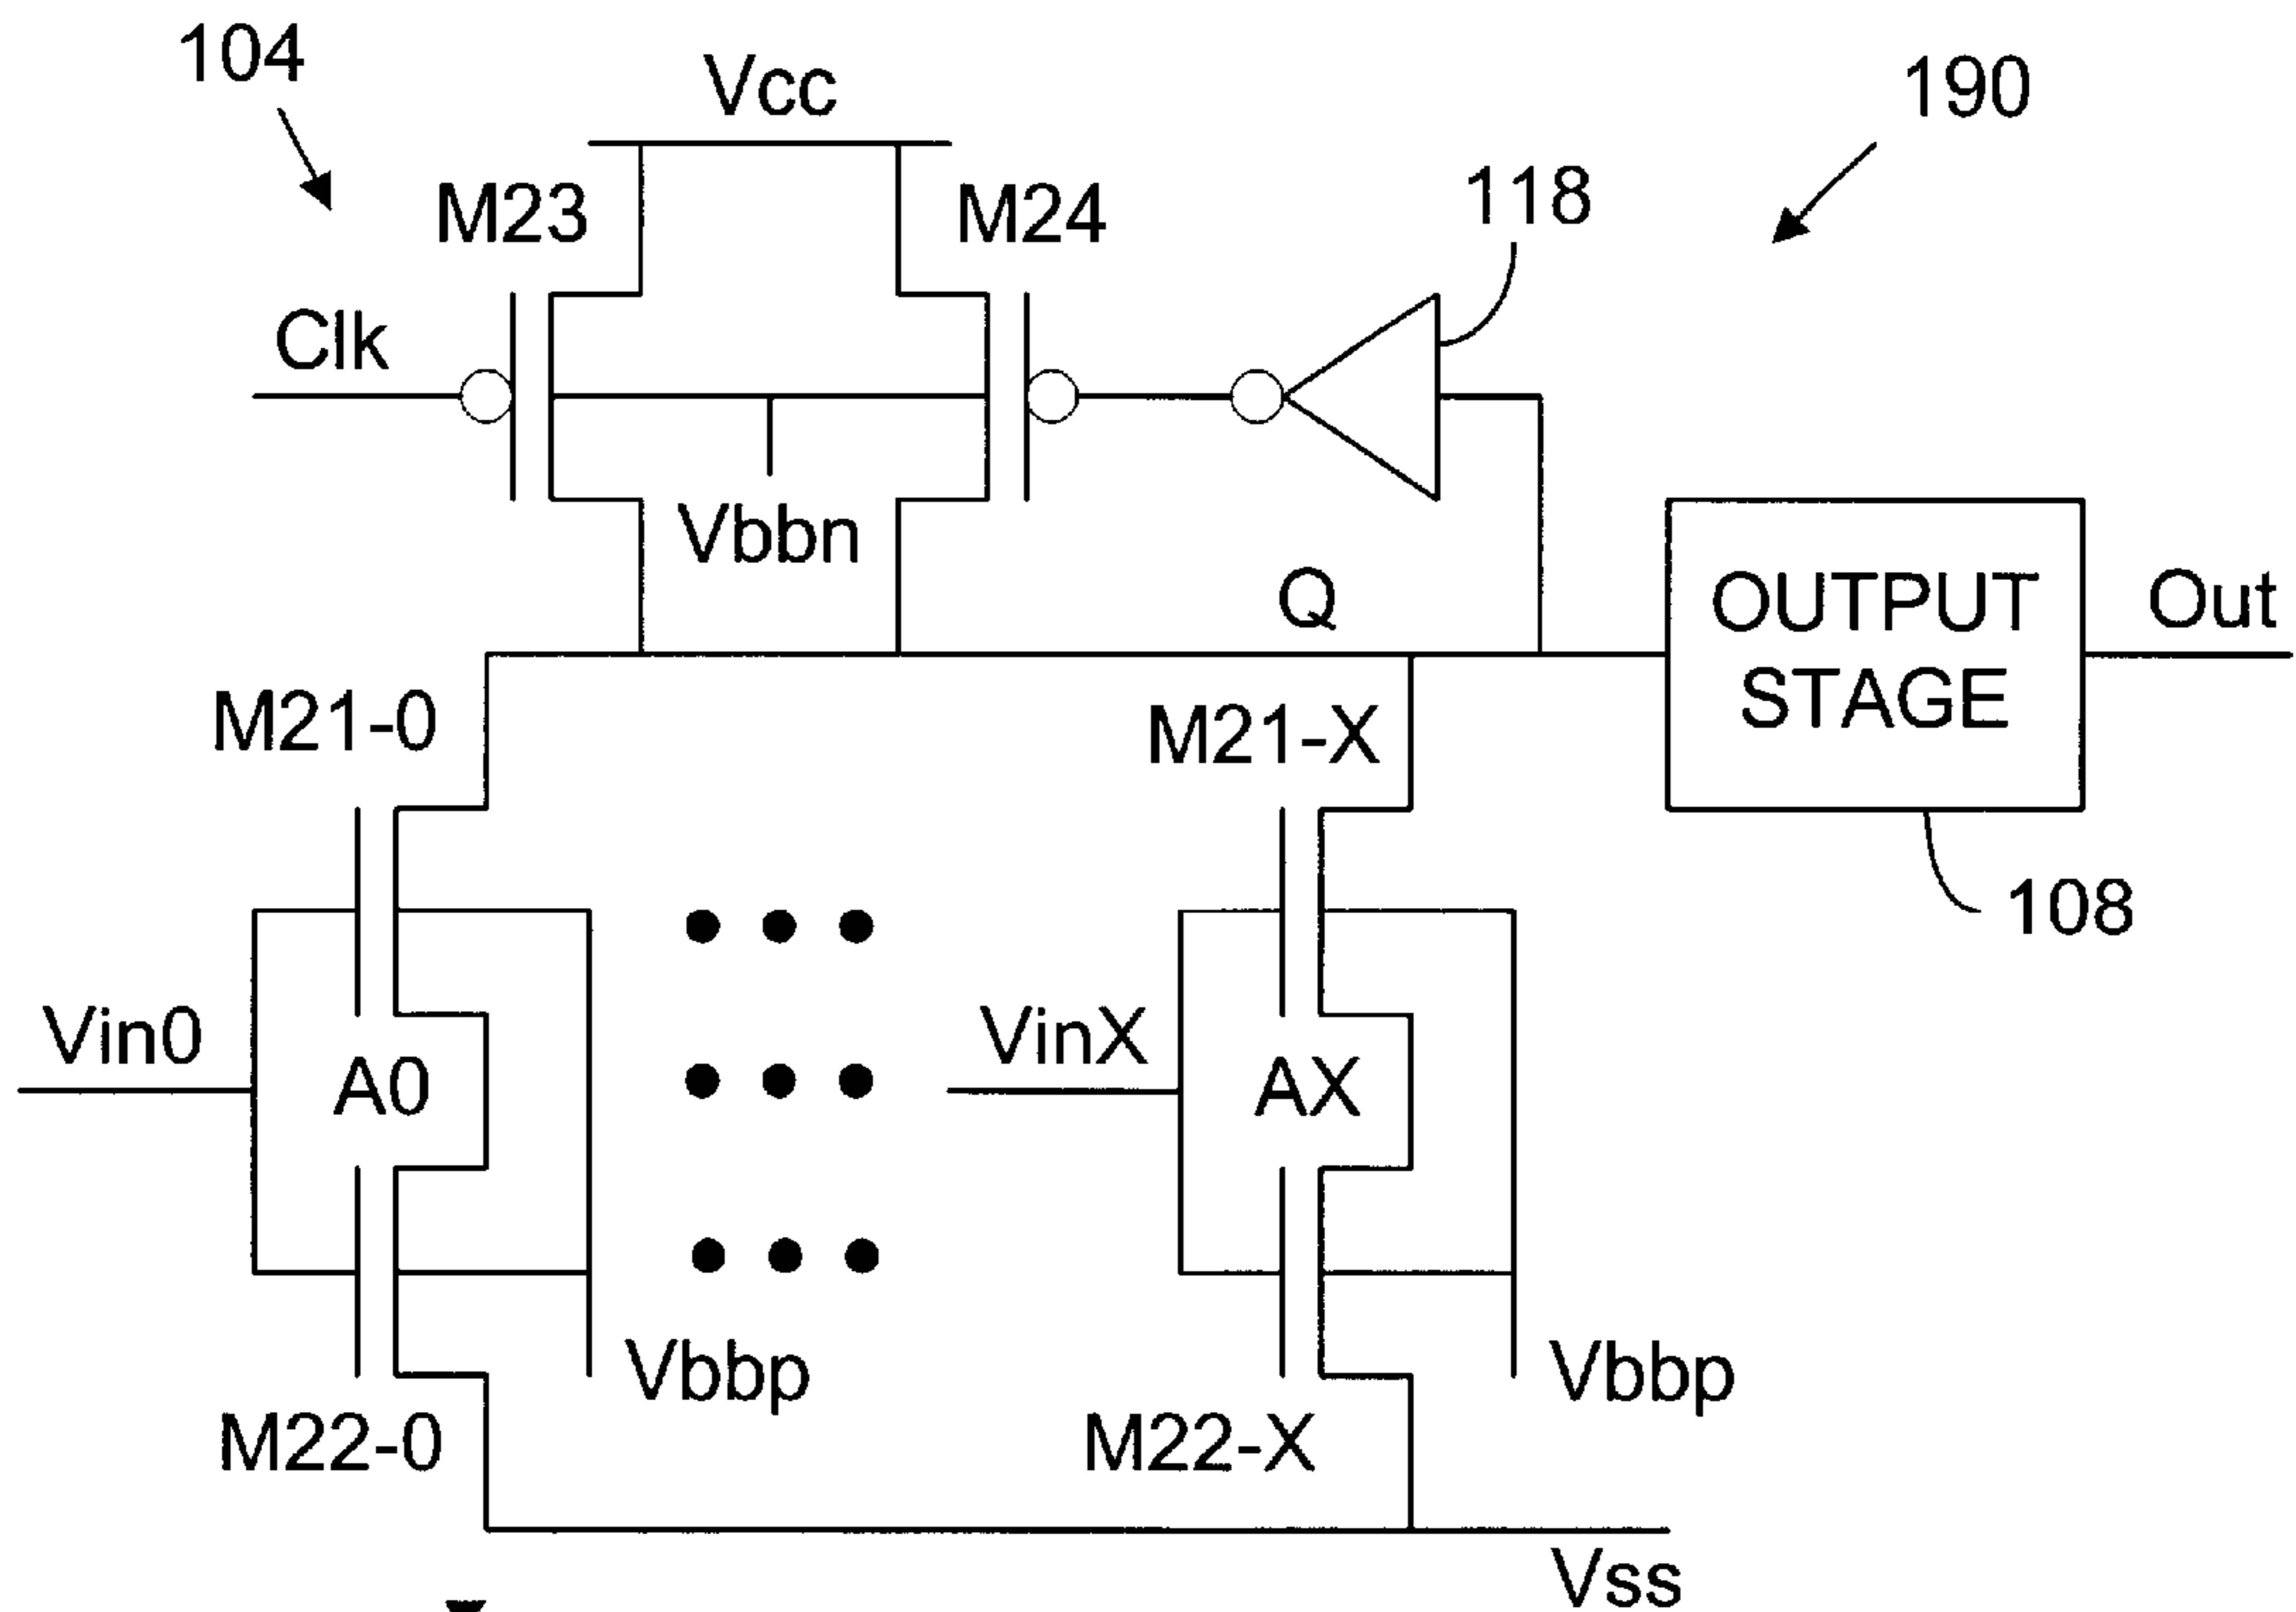 104
Vcc
190
M23
M24
118
Clk
Vbbn
Q
OUTPUT
STAGE
Out
M21-0
M21-X
108
Vin0
A0
VinX
AX
Vbbp
Vbbp
M22-0
M22-X
Vss